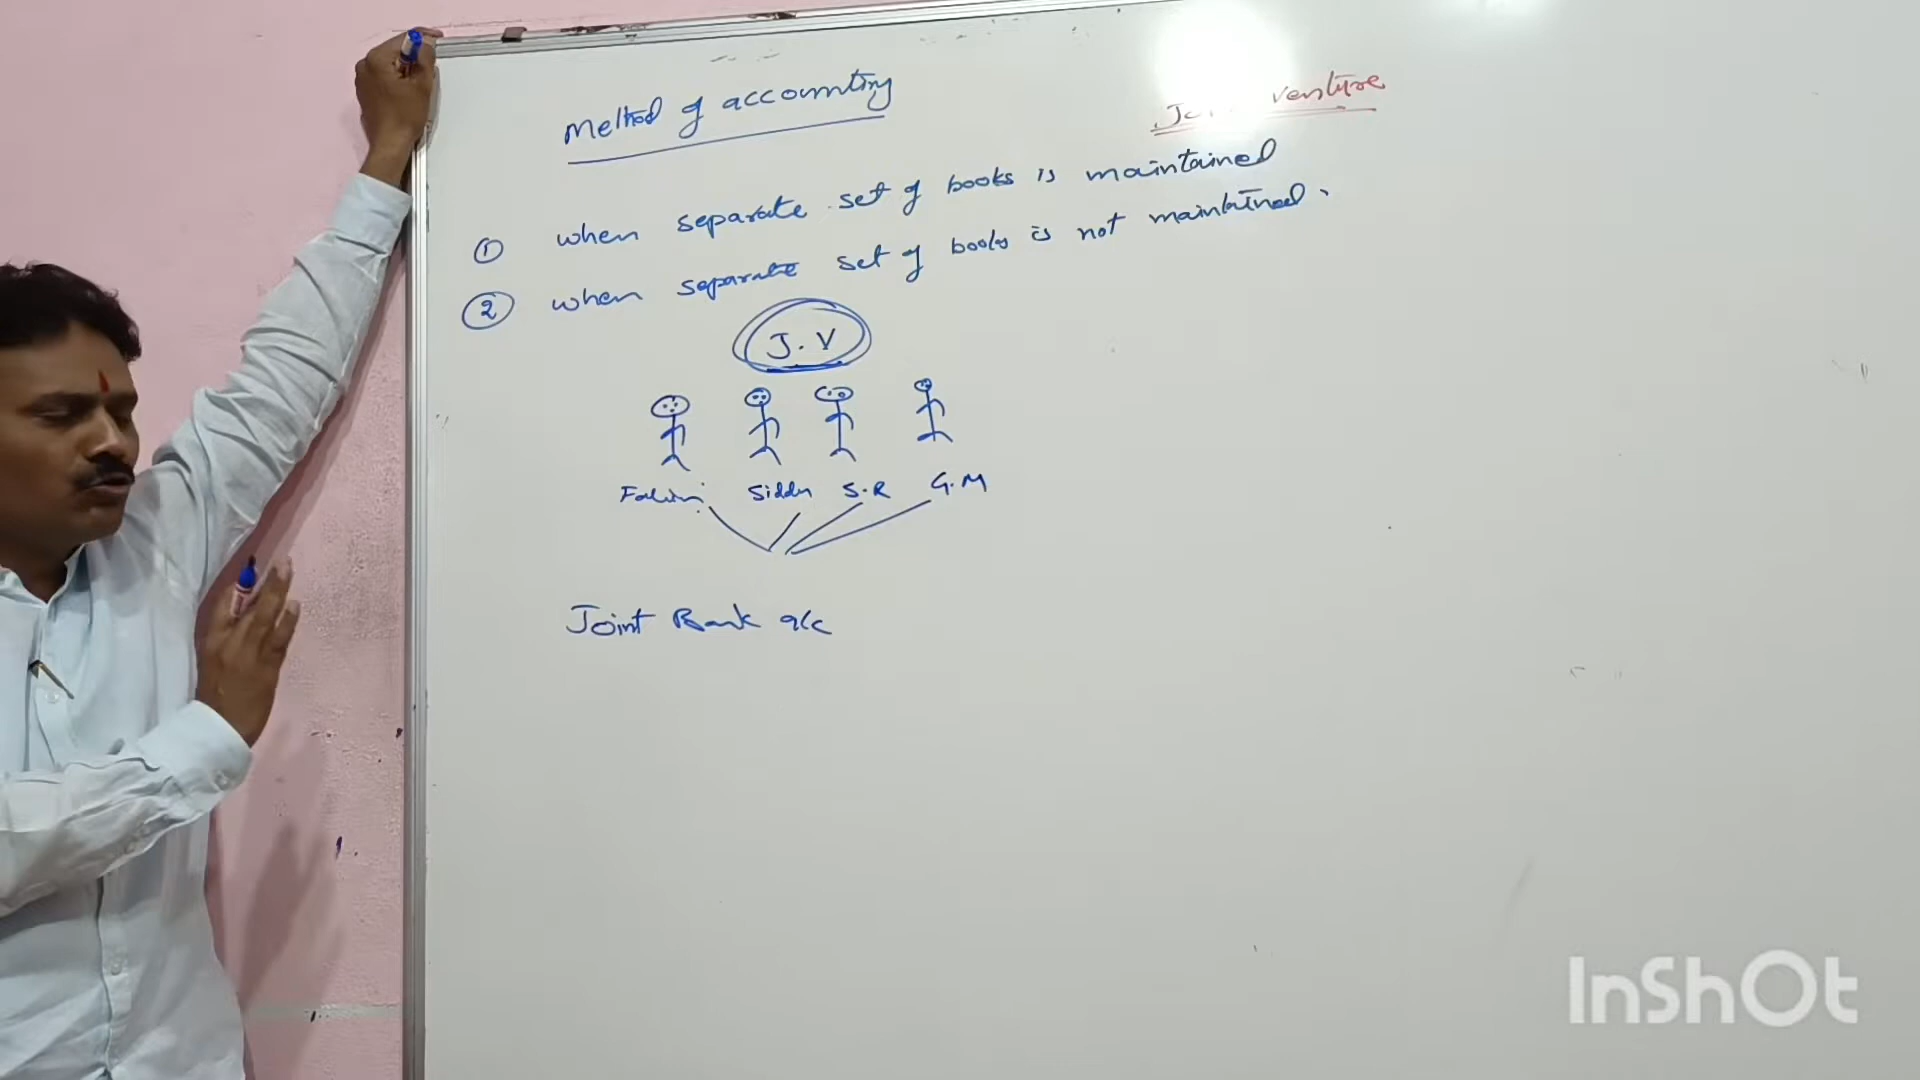 Method of accounting
venture
① when separate set of books is maintained
② when separate set of books is not maintained.
J.V
Siddu S.R G.M
Joint Bank a/c
InShOt